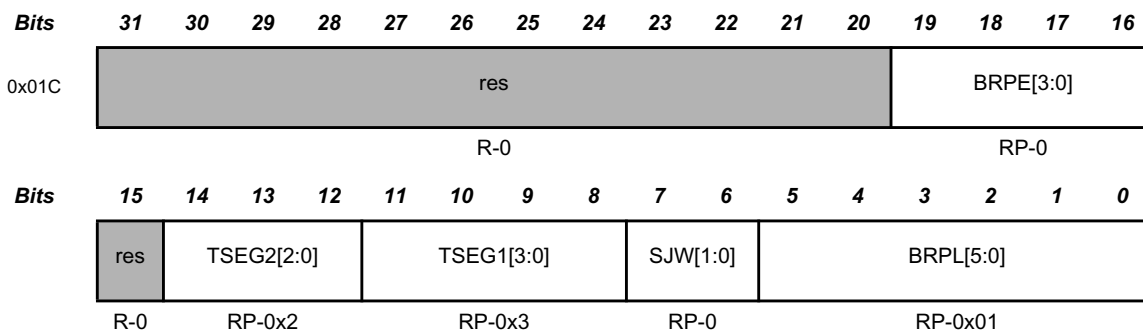 Bits 31 30 29 28 27 26 25 24 23 22 21 20 19 18 17 16
0x01C res BRPE[3:0]
R-0 RP-0
Bits 15 14 13 12 11 10 9 8 7 6 5 4 3 2 1 0
res TSEG2[2:0] TSEG1[3:0] SJW[1:0] BRPL[5:0]
R-0 RP-0x2 RP-0x3 RP-0 RP-0x01